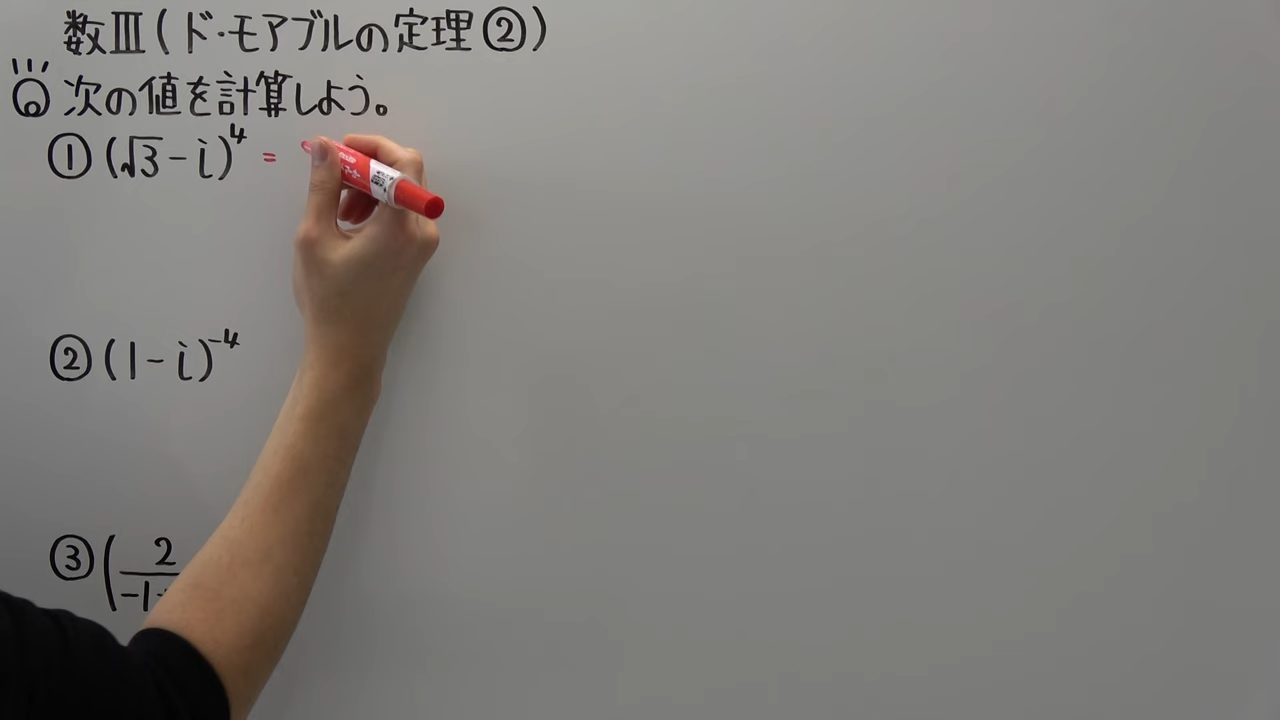 数Ⅲ(ド・モアブルの定理②)
次の値を計算しよう。
①(√3-i)⁴ =
②(1-i)⁻⁴
③(2/-1